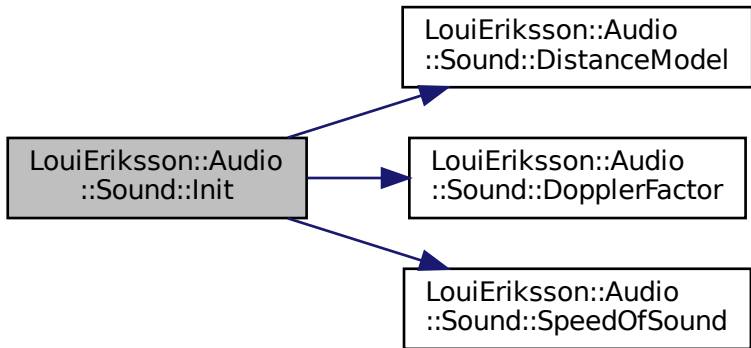 LouiEriksson::Audio
::Sound::DistanceModel
LouiEriksson::Audio
::Sound::Init
LouiEriksson::Audio
::Sound::DopplerFactor
LouiEriksson::Audio
::Sound::SpeedOfSound